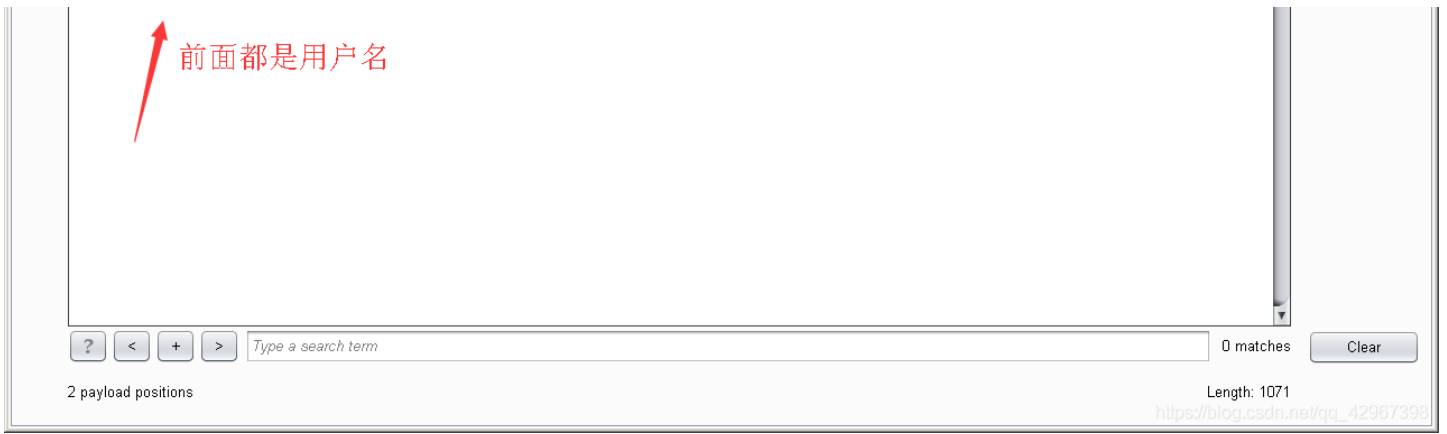 前面都是用户名
? < + > Type a search term 0 matches Clear
2 payload positions Length: 1071
https://blog.csdn.net/qq_42967398